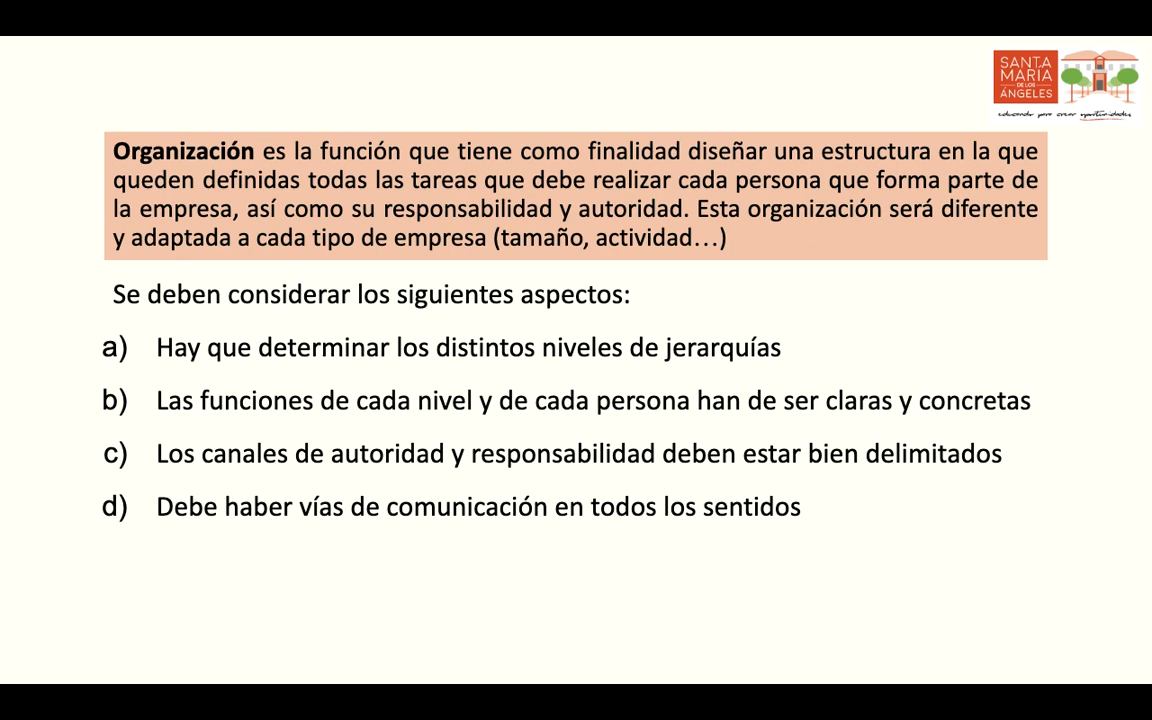 SANTA
MARIA
DE LOS
ÁNGELES
educando para crear oportunidades
Organización es la función que tiene como finalidad diseñar una estructura en la que
queden definidas todas las tareas que debe realizar cada persona que forma parte de
la empresa, así como su responsabilidad y autoridad. Esta organización será diferente
y adaptada a cada tipo de empresa (tamaño, actividad…)
Se deben considerar los siguientes aspectos:
a) Hay que determinar los distintos niveles de jerarquías
b) Las funciones de cada nivel y de cada persona han de ser claras y concretas
c) Los canales de autoridad y responsabilidad deben estar bien delimitados
d) Debe haber vías de comunicación en todos los sentidos